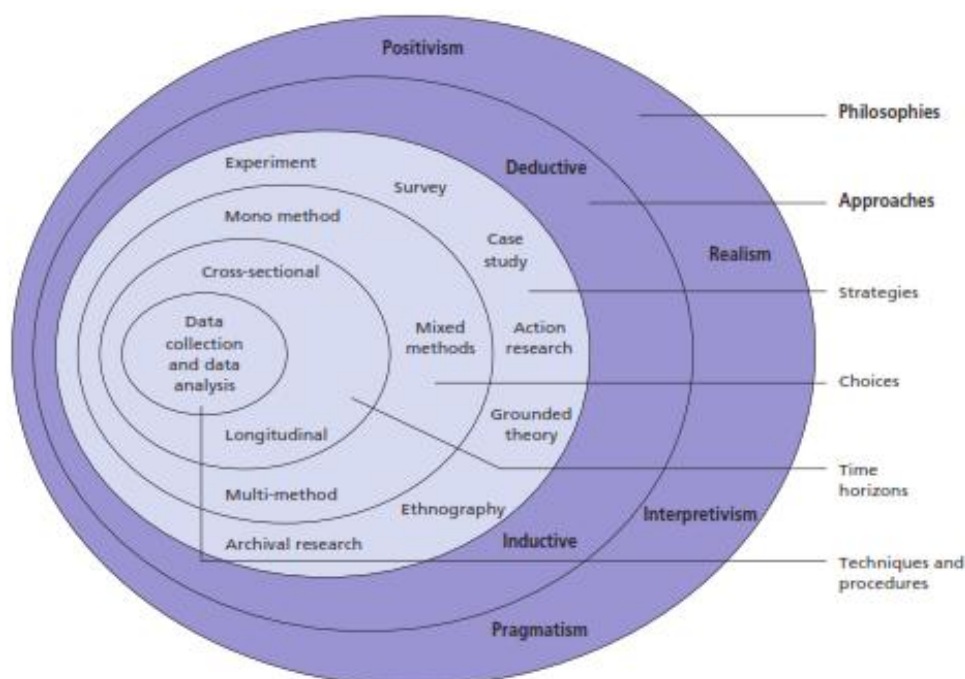 Positivism
Philosophies
Experiment
Deductive
Survey
Approaches
Mono method
Case
study
Realism
Cross-sectional
Strategies
Data
collection
and data
analysis
Mixed
methods
Action
research
Choices
Grounded
theory
Longitudinal
Time
horizons
Multi-method
Ethnography
Interpretivism
Archival research
Inductive
Techniques and
procedures
Pragmatism